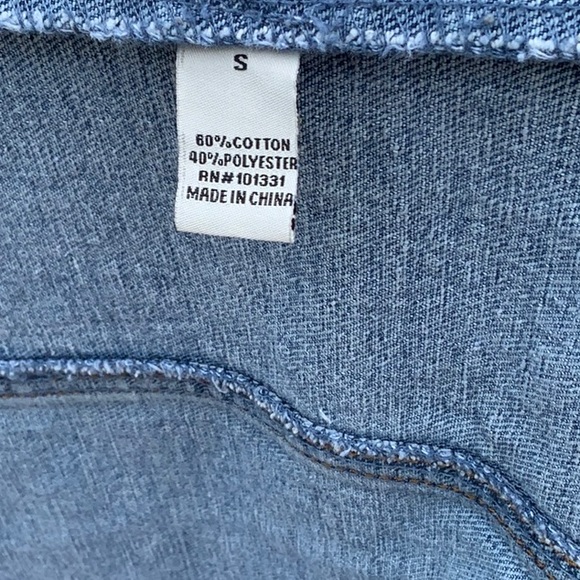 S
60%COTTON
40%POLYESTER
RN#101331
MADE IN CHINA